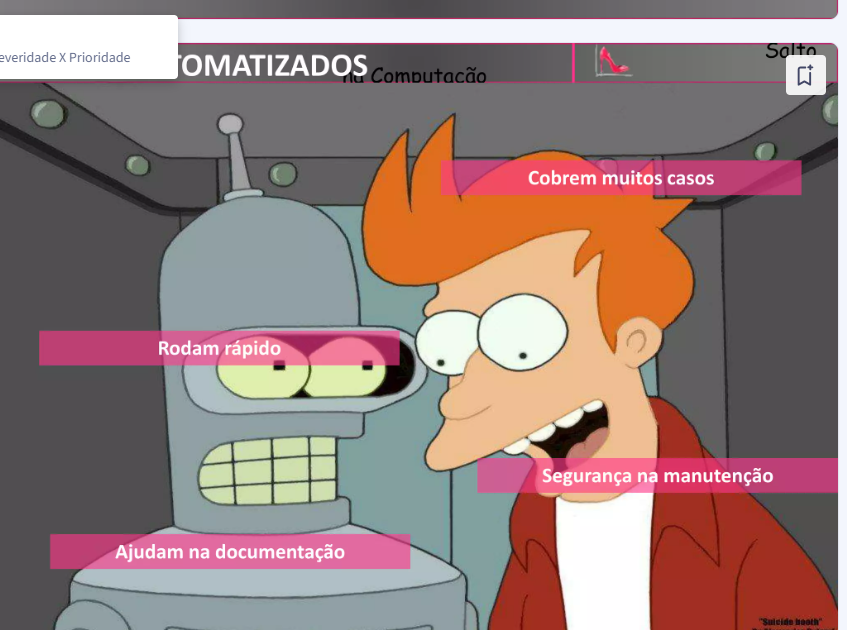 everidade X Prioridade
TOMATIZADOS
na Computação
Salto
Cobrem muitos casos
Rodam rápido
Segurança na manutenção
Ajudam na documentação
"Suicide booth"